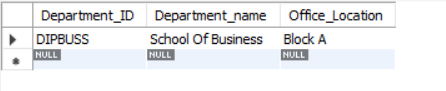 Department_ID Department_name Office_Location
DIPBUSS School Of Business Block A
NULL NULL NULL